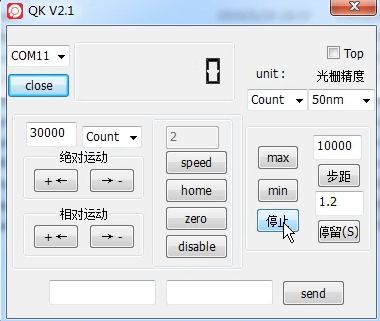 QK V2.1
Top
COM11
0
unit :
光栅精度
close
Count
50nm
30000
Count
2
10000
绝对运动
speed
max
步距
+ ← → -
home
min
1.2
相对运动
zero
停止
停留(S)
+ ← → -
disable
send